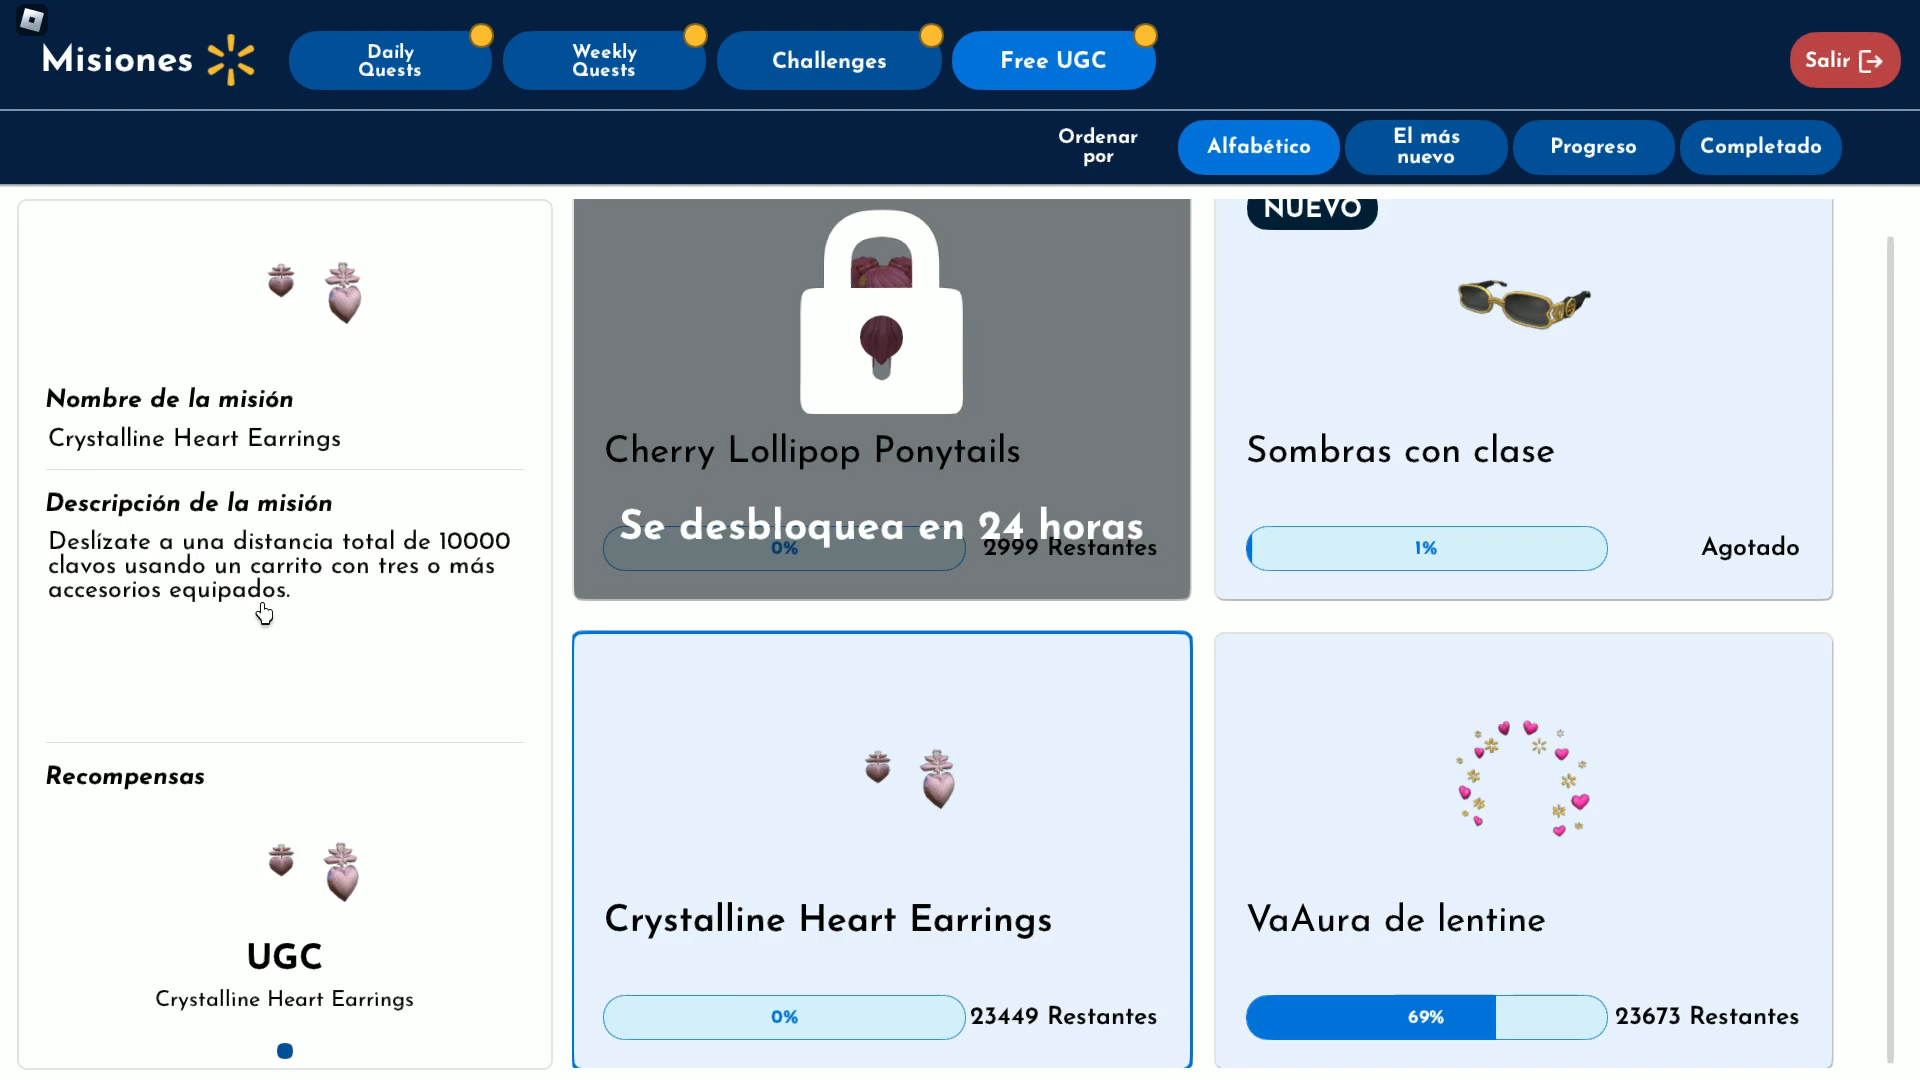 Misiones
Daily
Quests
Weekly
Quests
Challenges
Free UGC
Salir
Ordenar
por
Alfabético
El más
nuevo
Progreso
Completado
Nombre de la misión
Crystalline Heart Earrings
Descripción de la misión
Deslízate a una distancia total de 10000
clavos usando un carrito con tres o más
accesorios equipados.
Recompensas
UGC
Crystalline Heart Earrings
Cherry Lollipop Ponytails
Se desbloquea en 24 horas
0%
2999 Restantes
NUEVO
Sombras con clase
1%
Agotado
Crystalline Heart Earrings
0%
23449 Restantes
VaAura de lentine
69%
23673 Restantes